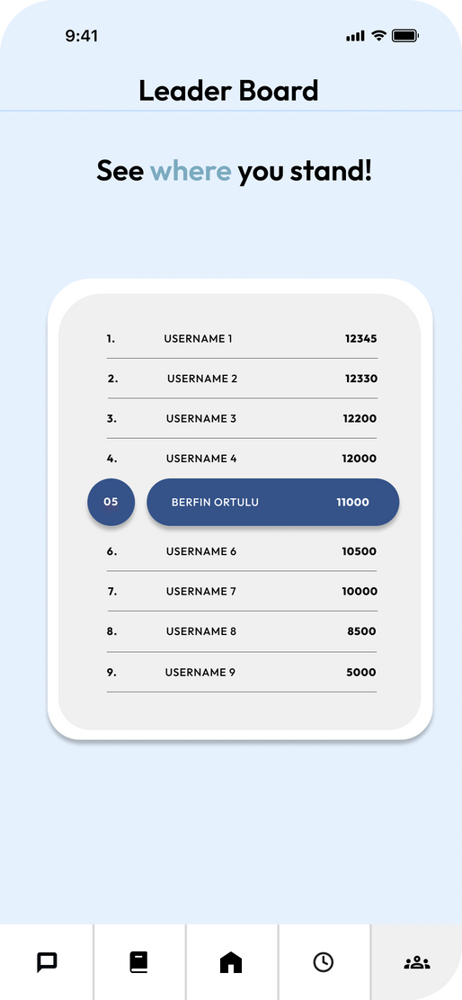 9:41
Leader Board
See where you stand!
1. USERNAME 1 12345
2. USERNAME 2 12330
3. USERNAME 3 12200
4. USERNAME 4 12000
05 BERFIN ORTULU 11000
6. USERNAME 6 10500
7. USERNAME 7 10000
8. USERNAME 8 8500
9. USERNAME 9 5000